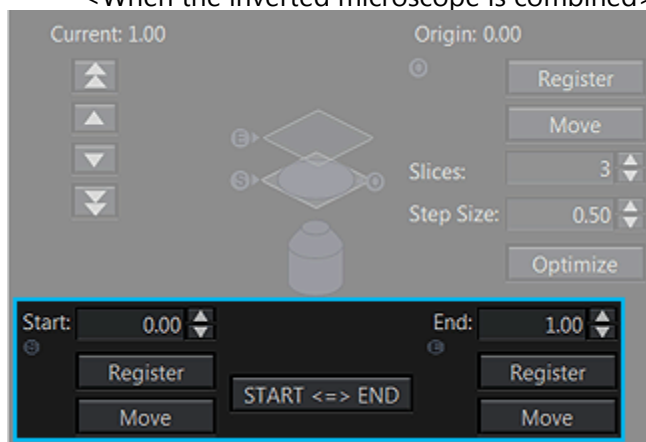 <When the inverted microscope is combined>
Current: 1.00
Origin: 0.00
Register
Move
E
S
O
Slices: 3
Step Size: 0.50
Optimize
Start: 0.00
S
Register
Move
START <=> END
End: 1.00
E
Register
Move